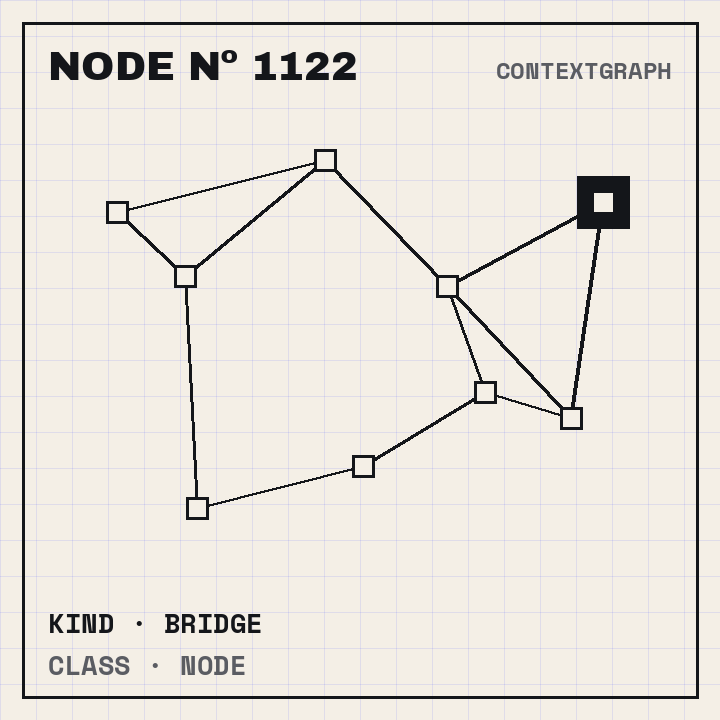 NODE Nº 1122
CONTEXTGRAPH
KIND · BRIDGE
CLASS · NODE